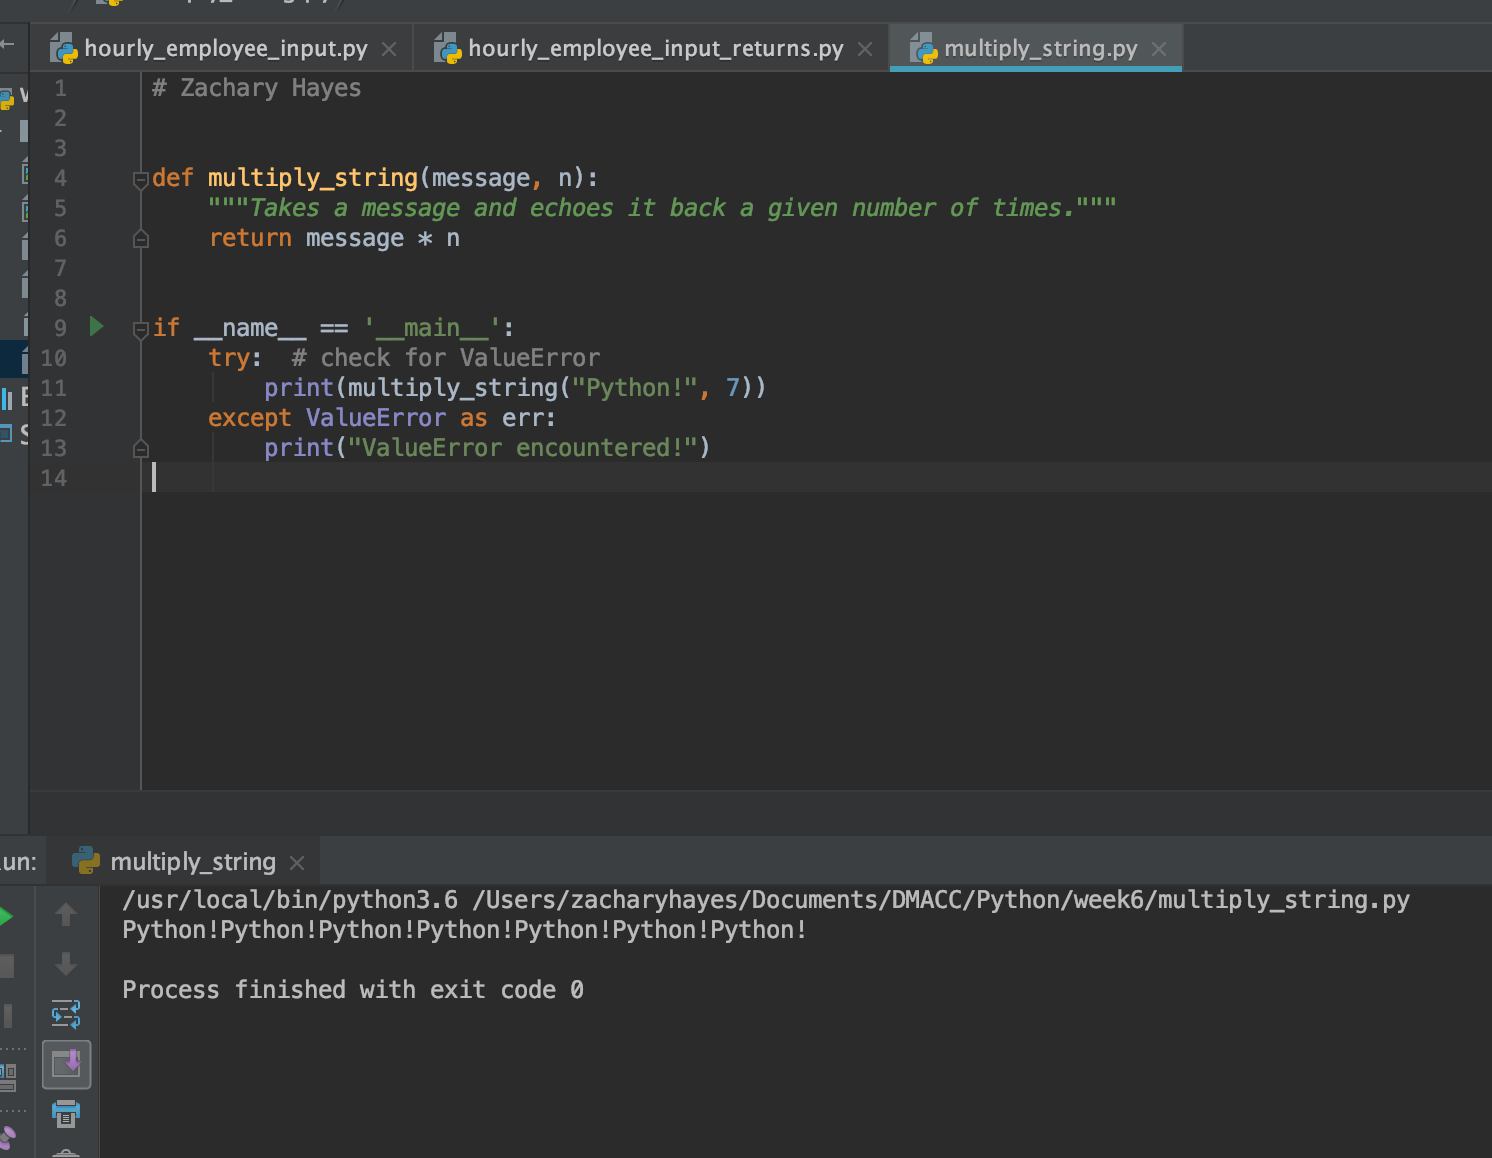 hourly_employee_input.py
hourly_employee_input_returns.py
multiply_string.py
1 # Zachary Hayes
2
3
4 def multiply_string(message, n):
5 """Takes a message and echoes it back a given number of times."""
6 return message * n
7
8
9 if __name__ == '__main__':
10 try:  # check for ValueError
11 print(multiply_string("Python!", 7))
12 except ValueError as err:
13 print("ValueError encountered!")
14
un:
multiply_string
/usr/local/bin/python3.6 /Users/zacharyhayes/Documents/DMACC/Python/week6/multiply_string.py
Python!Python!Python!Python!Python!Python!Python!
Process finished with exit code 0